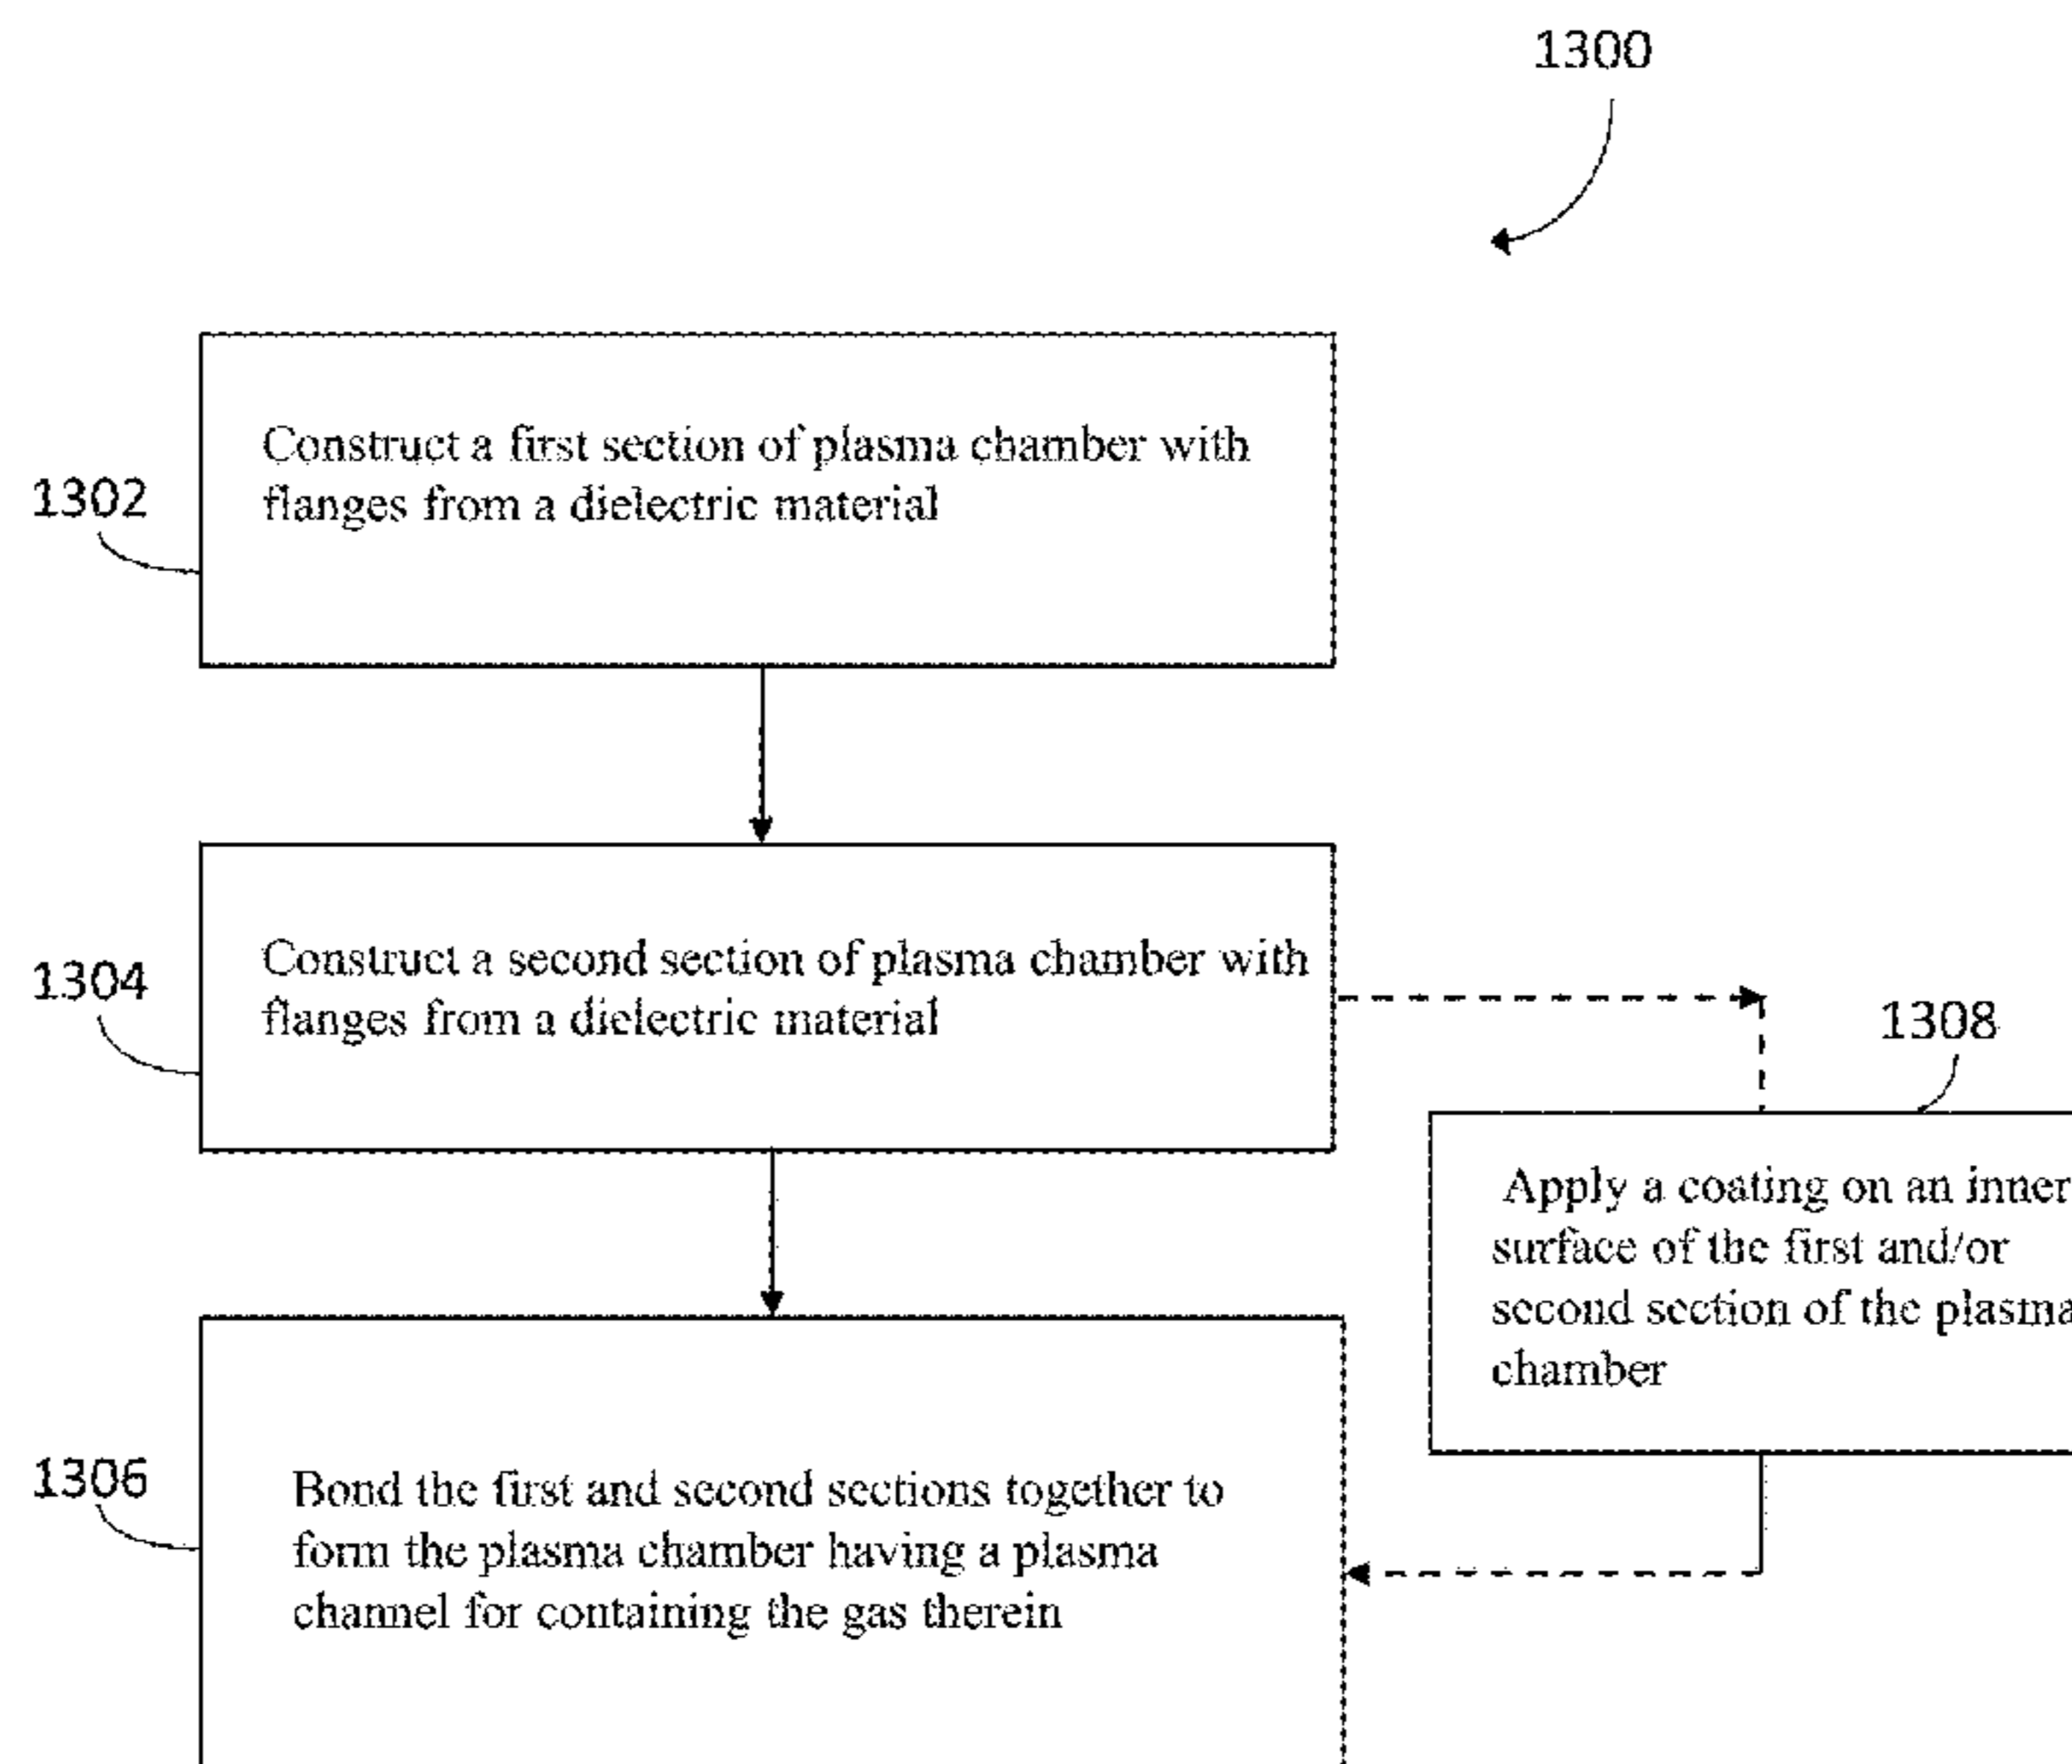 1300
1302
Construct a first section of plasma chamber with
flanges from a dielectric material
1304
Construct a second section of plasma chamber with
flanges from a dielectric material
1308
Apply a coating on an inner
surface of the first and/or
second section of the plasma
chamber
1306
Bond the first and second sections together to
form the plasma chamber having a plasma
channel for containing the gas therein